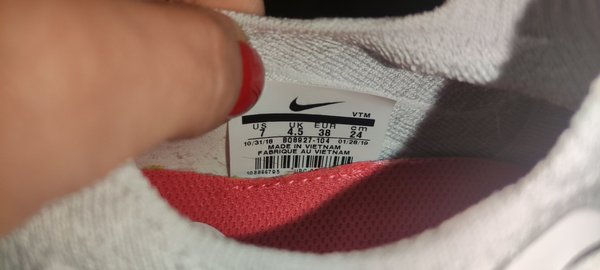 VTM
US UK EUR cm
7 4.5 38 24
10/31/18 808927-104 01/28/19
MADE IN VIETNAM
FABRIQUE AU VIETNAM